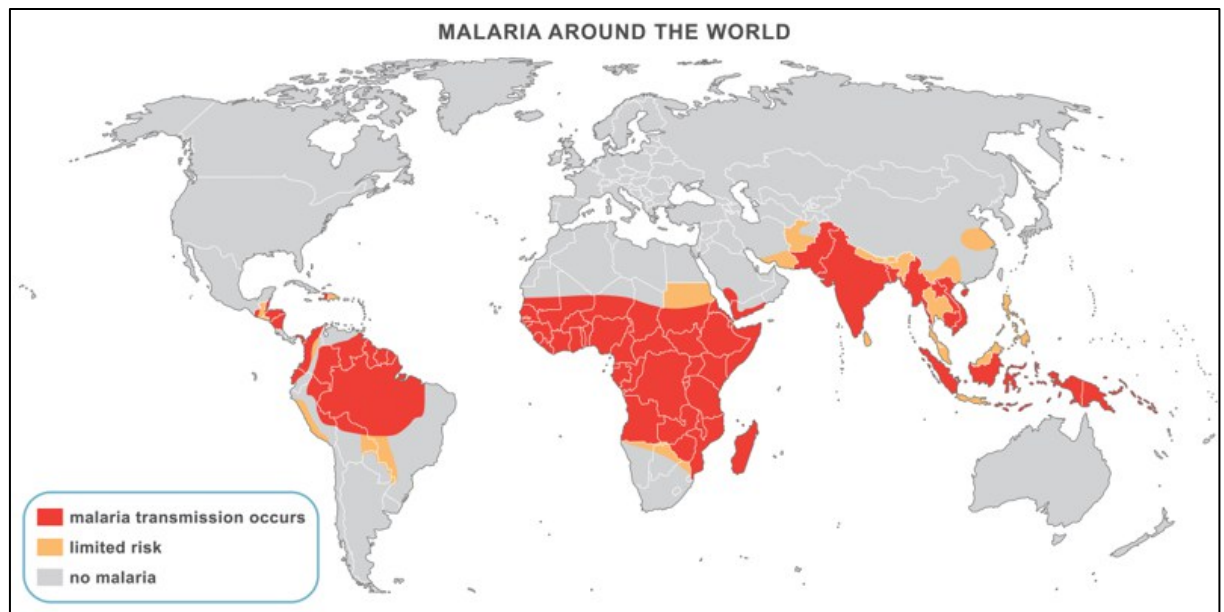 MALARIA AROUND THE WORLD
malaria transmission occurs
limited risk
no malaria